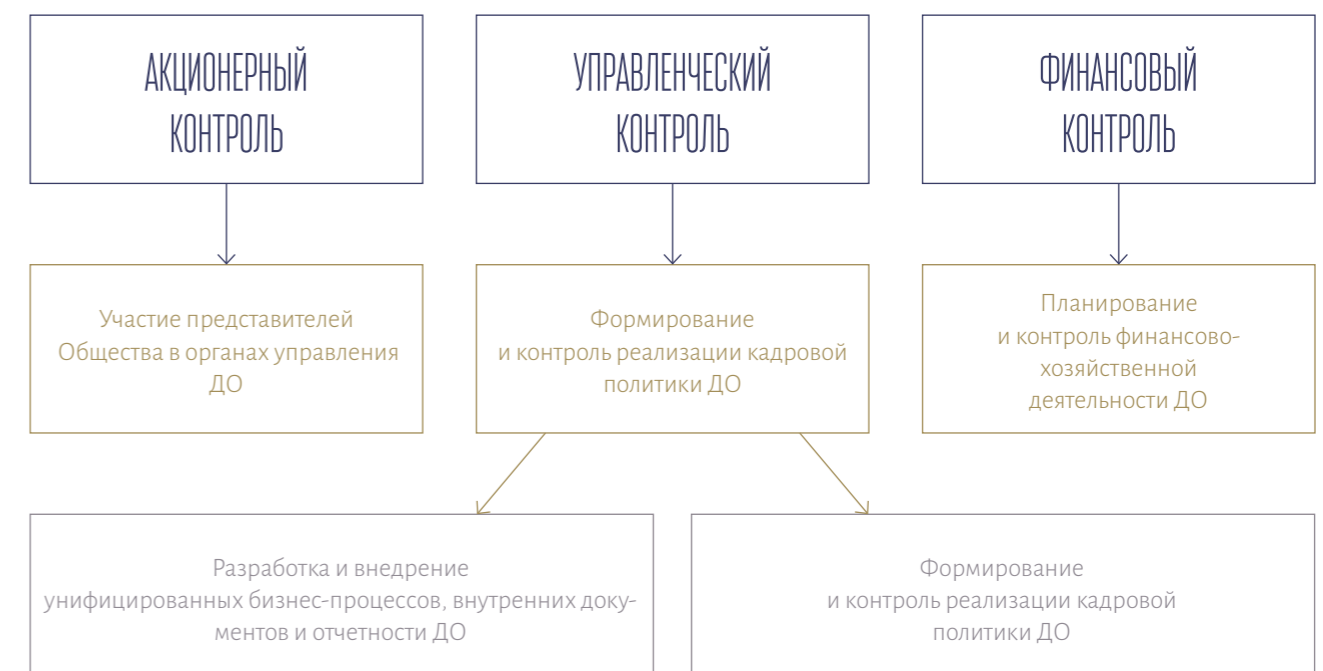 АКЦИОНЕРНЫЙ
КОНТРОЛЬ
УПРАВЛЕНЧЕСКИЙ
КОНТРОЛЬ
ФИНАНСОВЫЙ
КОНТРОЛЬ
Участие представителей
Общества в органах управления
ДО
Формирование
и контроль реализации кадровой
политики ДО
Планирование
и контроль финансово-
хозяйственной
деятельности ДО
Разработка и внедрение
унифицированных бизнес-процессов, внутренних доку-
ментов и отчетности ДО
Формирование
и контроль реализации кадровой
политики ДО